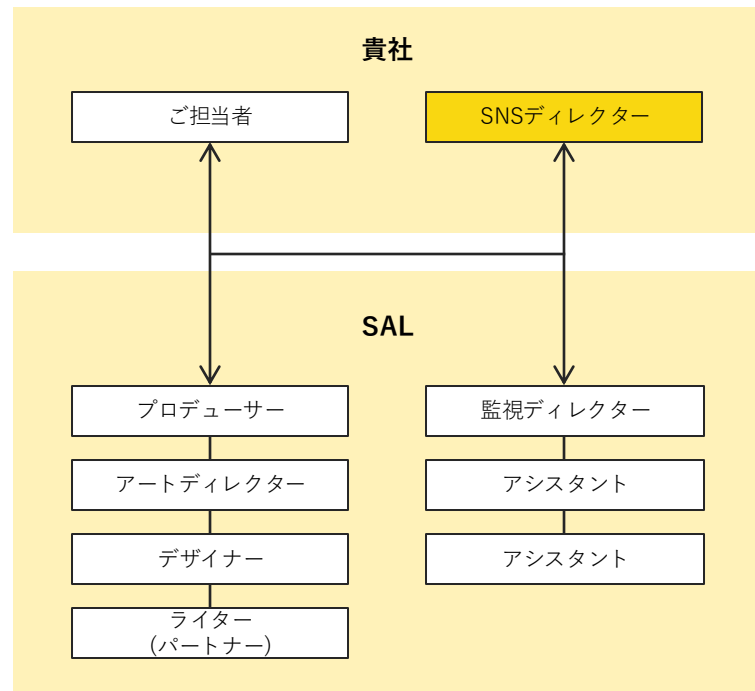 貴社
ご担当者
SNSディレクター
SAL
プロデューサー
監視ディレクター
アートディレクター
アシスタント
デザイナー
アシスタント
ライター
(パートナー)